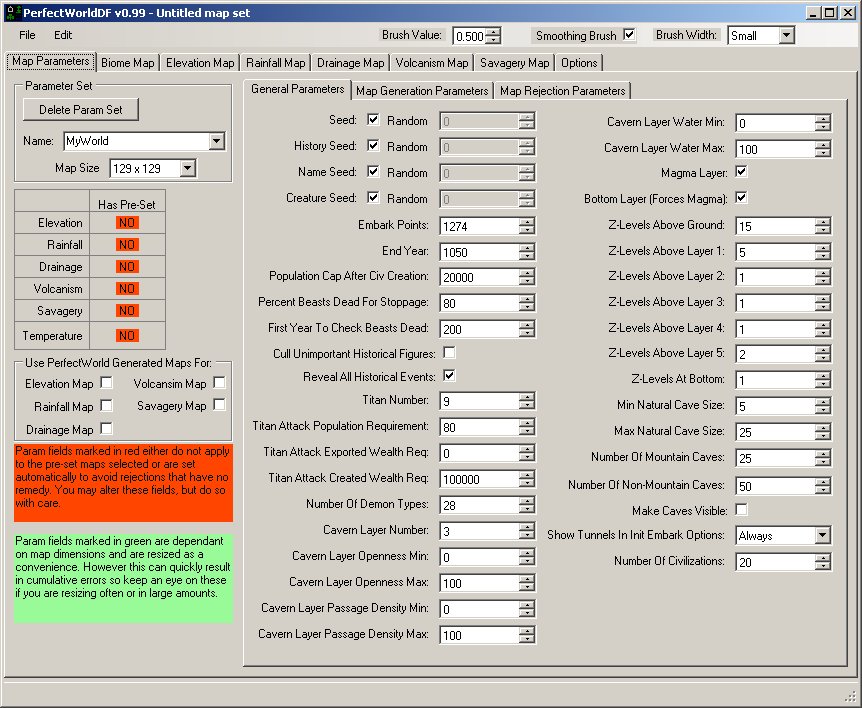 PerfectWorldDF v0.99 - Untitled map set
File Edit Brush Value: 0.500 Smoothing Brush Brush Width: Small
Map Parameters Biome Map Elevation Map Rainfall Map Drainage Map Volcanism Map Savagery Map Options
Parameter Set
Delete Param Set
Name: MyWorld
Map Size 129 x 129
Has Pre-Set
Elevation NO
Rainfall NO
Drainage NO
Volcanism NO
Savagery NO
Temperature NO
Use PerfectWorld Generated Maps For:
Elevation Map Volcansim Map
Rainfall Map Savagery Map
Drainage Map
Param fields marked in red either do not apply
to the pre-set maps selected or are set
automatically to avoid rejections that have no
remedy. You may alter these fields, but do so
with care.
Param fields marked in green are dependant
on map dimensions and are resized as a
convenience. However this can quickly result
in cumulative errors so keep an eye on these
if you are resizing often or in large amounts.
General Parameters Map Generation Parameters Map Rejection Parameters
Seed: Random 0
History Seed: Random 0
Name Seed: Random 0
Creature Seed: Random 0
Embark Points: 1274
End Year: 1050
Population Cap After Civ Creation: 20000
Percent Beasts Dead For Stoppage: 80
First Year To Check Beasts Dead: 200
Cull Unimportant Historical Figures:
Reveal All Historical Events:
Titan Number: 9
Titan Attack Population Requirement: 80
Titan Attack Exported Wealth Req: 0
Titan Attack Created Wealth Req: 100000
Number Of Demon Types: 28
Cavern Layer Number: 3
Cavern Layer Openness Min: 0
Cavern Layer Openness Max: 100
Cavern Layer Passage Density Min: 0
Cavern Layer Passage Density Max: 100
Cavern Layer Water Min: 0
Cavern Layer Water Max: 100
Magma Layer:
Bottom Layer (Forces Magma):
Z-Levels Above Ground: 15
Z-Levels Above Layer 1: 5
Z-Levels Above Layer 2: 1
Z-Levels Above Layer 3: 1
Z-Levels Above Layer 4: 1
Z-Levels Above Layer 5: 2
Z-Levels At Bottom: 1
Min Natural Cave Size: 5
Max Natural Cave Size: 25
Number Of Mountain Caves: 25
Number Of Non-Mountain Caves: 50
Make Caves Visible:
Show Tunnels In Init Embark Options: Always
Number Of Civilizations: 20